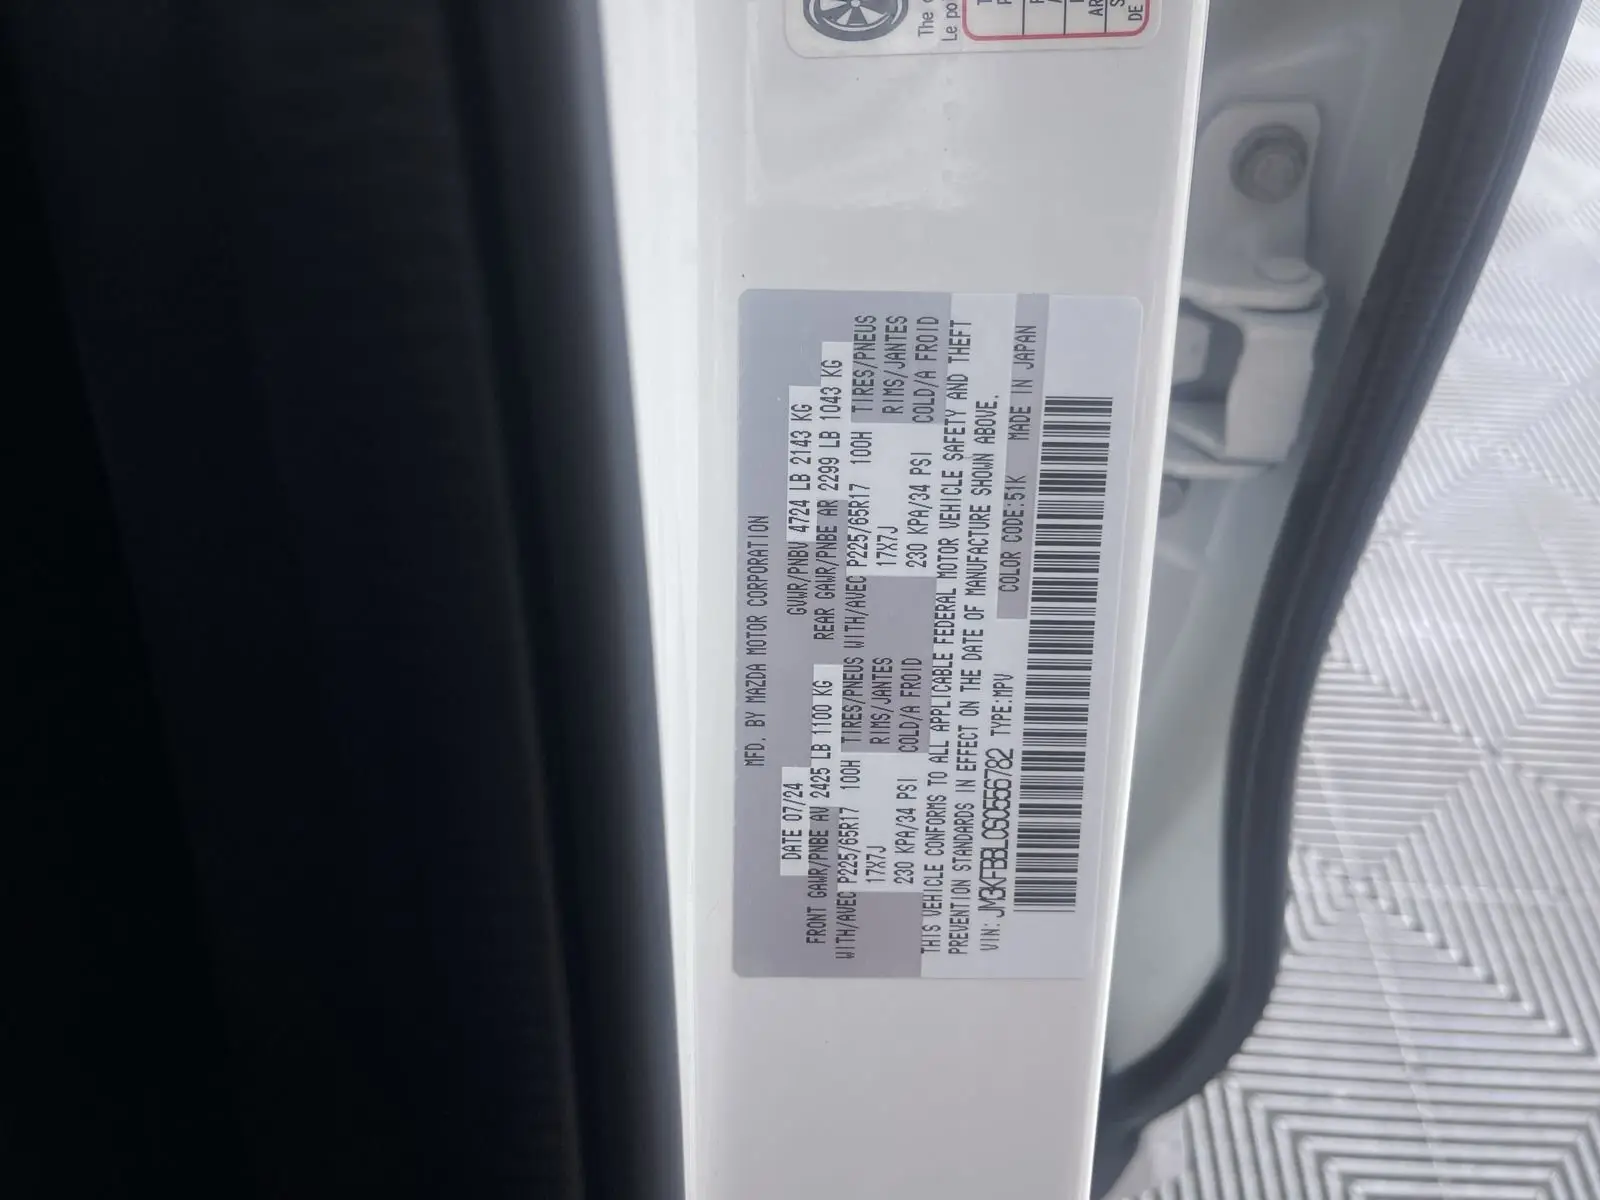 The
Le po
AR
DE
MFD. BY MAZDA MOTOR CORPORATION
DATE 07/24 GVWR/PNBV 4724 LB 2143 KG
FRONT GAWR/PNBE AV 2425 LB 1100 KG REAR GAWR/PNBE AR 2299 LB 1043 KG
WITH/AVEC P225/65R17 100H TIRES/PNEUS WITH/AVEC P225/65R17 100H TIRES/PNEUS
17X7J RIMS/JANTES 17X7J RIMS/JANTES
230 KPA/34 PSI COLD/A FROID 230 KPA/34 PSI COLD/A FROID
THIS VEHICLE CONFORMS TO ALL APPLICABLE FEDERAL MOTOR VEHICLE SAFETY AND THEFT
PREVENTION STANDARDS IN EFFECT ON THE DATE OF MANUFACTURE SHOWN ABOVE.
VIN: JM3KFBBL0S0556782 TYPE:MPV COLOR CODE:51K MADE IN JAPAN